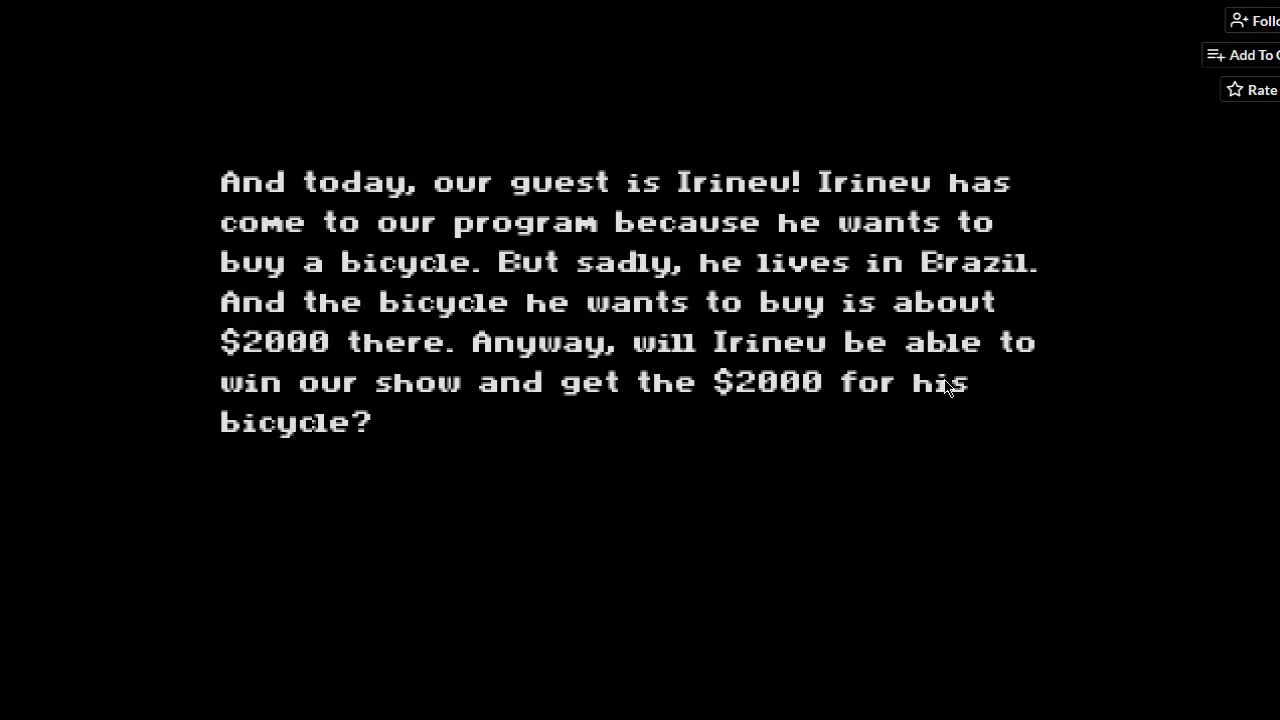 Follo
Add To C
Rate
And today, our guest is Irineu! Irineu has
come to our program because he wants to
buy a bicycle. But sadly, he lives in Brazil.
And the bicycle he wants to buy is about
$2000 there. Anyway, will Irineu be able to
win our show and get the $2000 for his
bicycle?